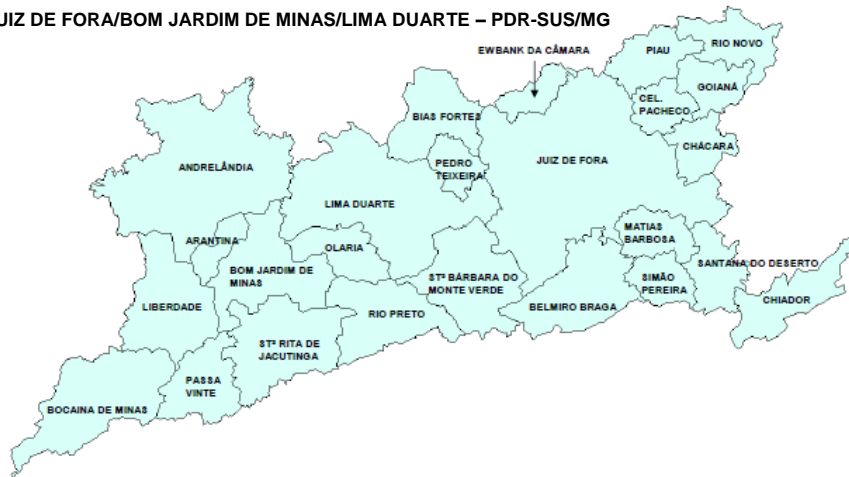 UIZ DE FORA/BOM JARDIM DE MINAS/LIMA DUARTE – PDR-SUS/MG
EWBANK DA CÂMARA
PIAU
RIO NOVO
GOIANÁ
CEL.
PACHECO
BIAS FORTES
CHÁCARA
ANDRELÂNDIA
PEDRO
TEIXEIRA
JUIZ DE FORA
LIMA DUARTE
MATIAS
BARBOSA
ARANTINA
OLARIA
SANTANA DO DESERTO
BOM JARDIM DE
MINAS
STª BÁRBARA DO
MONTE VERDE
SIMÃO
PEREIRA
LIBERDADE
RIO PRETO
BELMIRO BRAGA
CHIADOR
STª RITA DE
JACUTINGA
PASSA
VINTE
BOCAINA DE MINAS